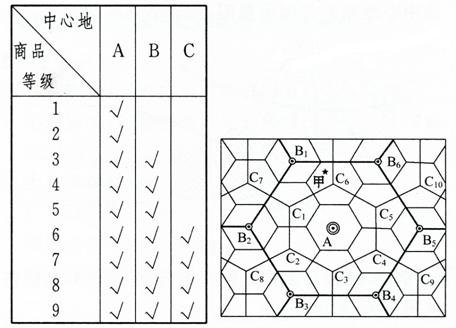 中心地
商品
等级
A B C
1 √
2 √
3 √ √
4 √ √
5 √ √
6 √ √ √
7 √ √ √
8 √ √ √
9 √ √ √
B₁ B₆
C₇ 甲 C₆ C₁₀
C₁ C₅
B₂ A B₅
C₂ C₄
C₈ C₃ C₉
B₃ B₄